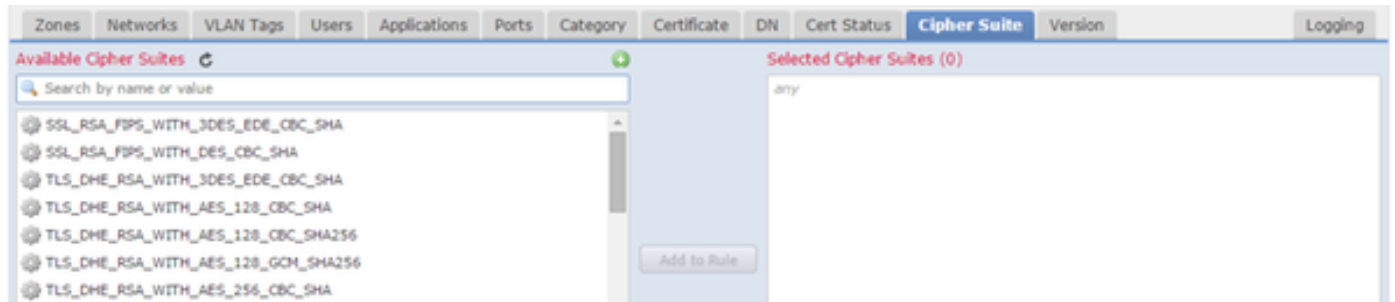 Zones Networks VLAN Tags Users Applications Ports Category Certificate DN Cert Status Cipher Suite Version Logging
Available Cipher Suites
Search by name or value
SSL_RSA_FIPS_WITH_3DES_EDE_CBC_SHA
SSL_RSA_FIPS_WITH_DES_CBC_SHA
TLS_DHE_RSA_WITH_3DES_EDE_CBC_SHA
TLS_DHE_RSA_WITH_AES_128_CBC_SHA
TLS_DHE_RSA_WITH_AES_128_CBC_SHA256
TLS_DHE_RSA_WITH_AES_128_GCM_SHA256
TLS_DHE_RSA_WITH_AES_256_CBC_SHA
Add to Rule
Selected Cipher Suites (0)
any